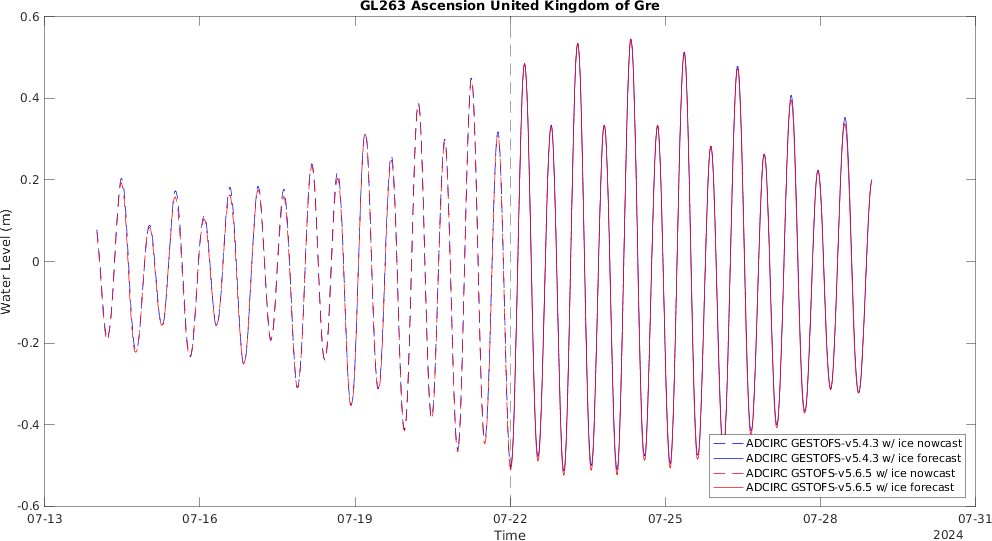 GL263 Ascension United Kingdom of Gre
0.6
0.4
0.2
0
-0.2
-0.4
-0.6
Water Level (m)
ADCIRC GESTOFS-v5.4.3 w/ ice nowcast
ADCIRC GESTOFS-v5.4.3 w/ ice forecast
ADCIRC GSTOFS-v5.6.5 w/ ice nowcast
ADCIRC GSTOFS-v5.6.5 w/ ice forecast
07-13 07-16 07-19 07-22 07-25 07-28 07-31
Time
2024